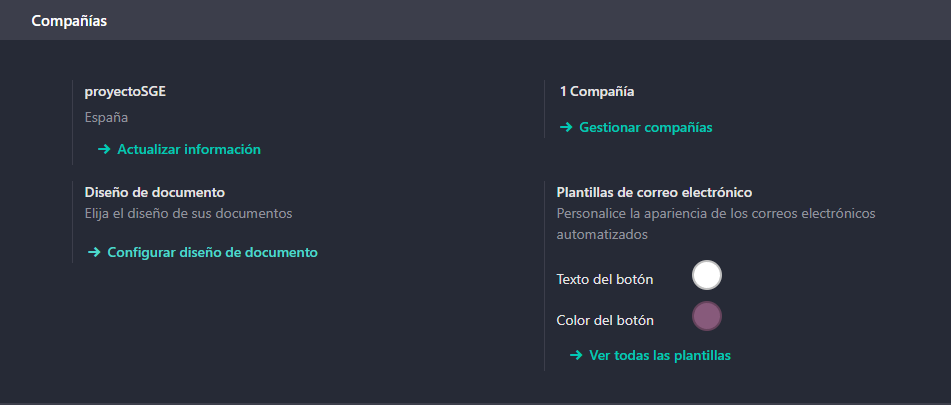 Compañías
proyectoSGE
España
→ Actualizar información
1 Compañía
→ Gestionar compañías
Diseño de documento
Elija el diseño de sus documentos
→ Configurar diseño de documento
Plantillas de correo electrónico
Personalice la apariencia de los correos electrónicos
automatizados
Texto del botón
Color del botón
→ Ver todas las plantillas